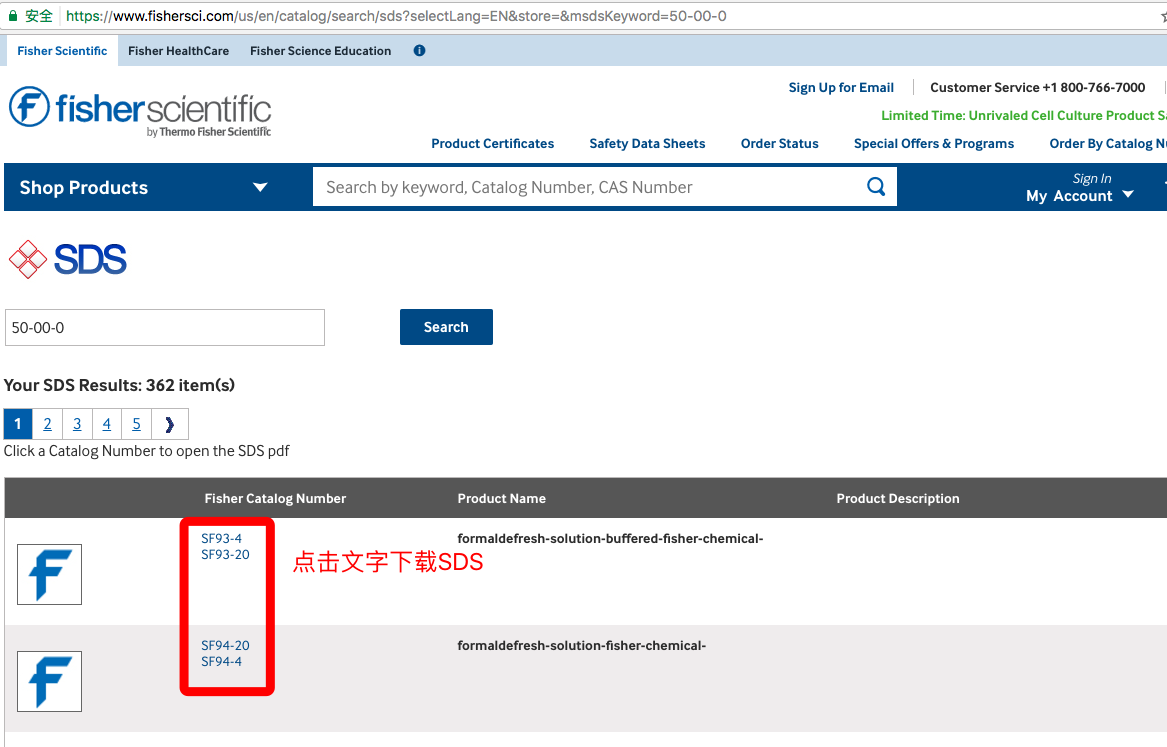 安全 https://www.fishersci.com/us/en/catalog/search/sds?selectLang=EN&store=&msdsKeyword=50-00-0
Fisher Scientific Fisher HealthCare Fisher Science Education i
Sign Up for Email Customer Service +1 800-766-7000
fisher scientific
by Thermo Fisher Scientific
Limited Time: Unrivaled Cell Culture Product
Product Certificates Safety Data Sheets Order Status Special Offers & Programs Order By Catalog
Shop Products Search by keyword, Catalog Number, CAS Number
Sign In
My Account
SDS
50-00-0 Search
Your SDS Results: 362 item(s)
1 2 3 4 5 ❯
Click a Catalog Number to open the SDS pdf
Fisher Catalog Number Product Name Product Description
SF93-4 formaldefresh-solution-buffered-fisher-chemical-
SF93-20
点击文字下载SDS
SF94-20 formaldefresh-solution-fisher-chemical-
SF94-4